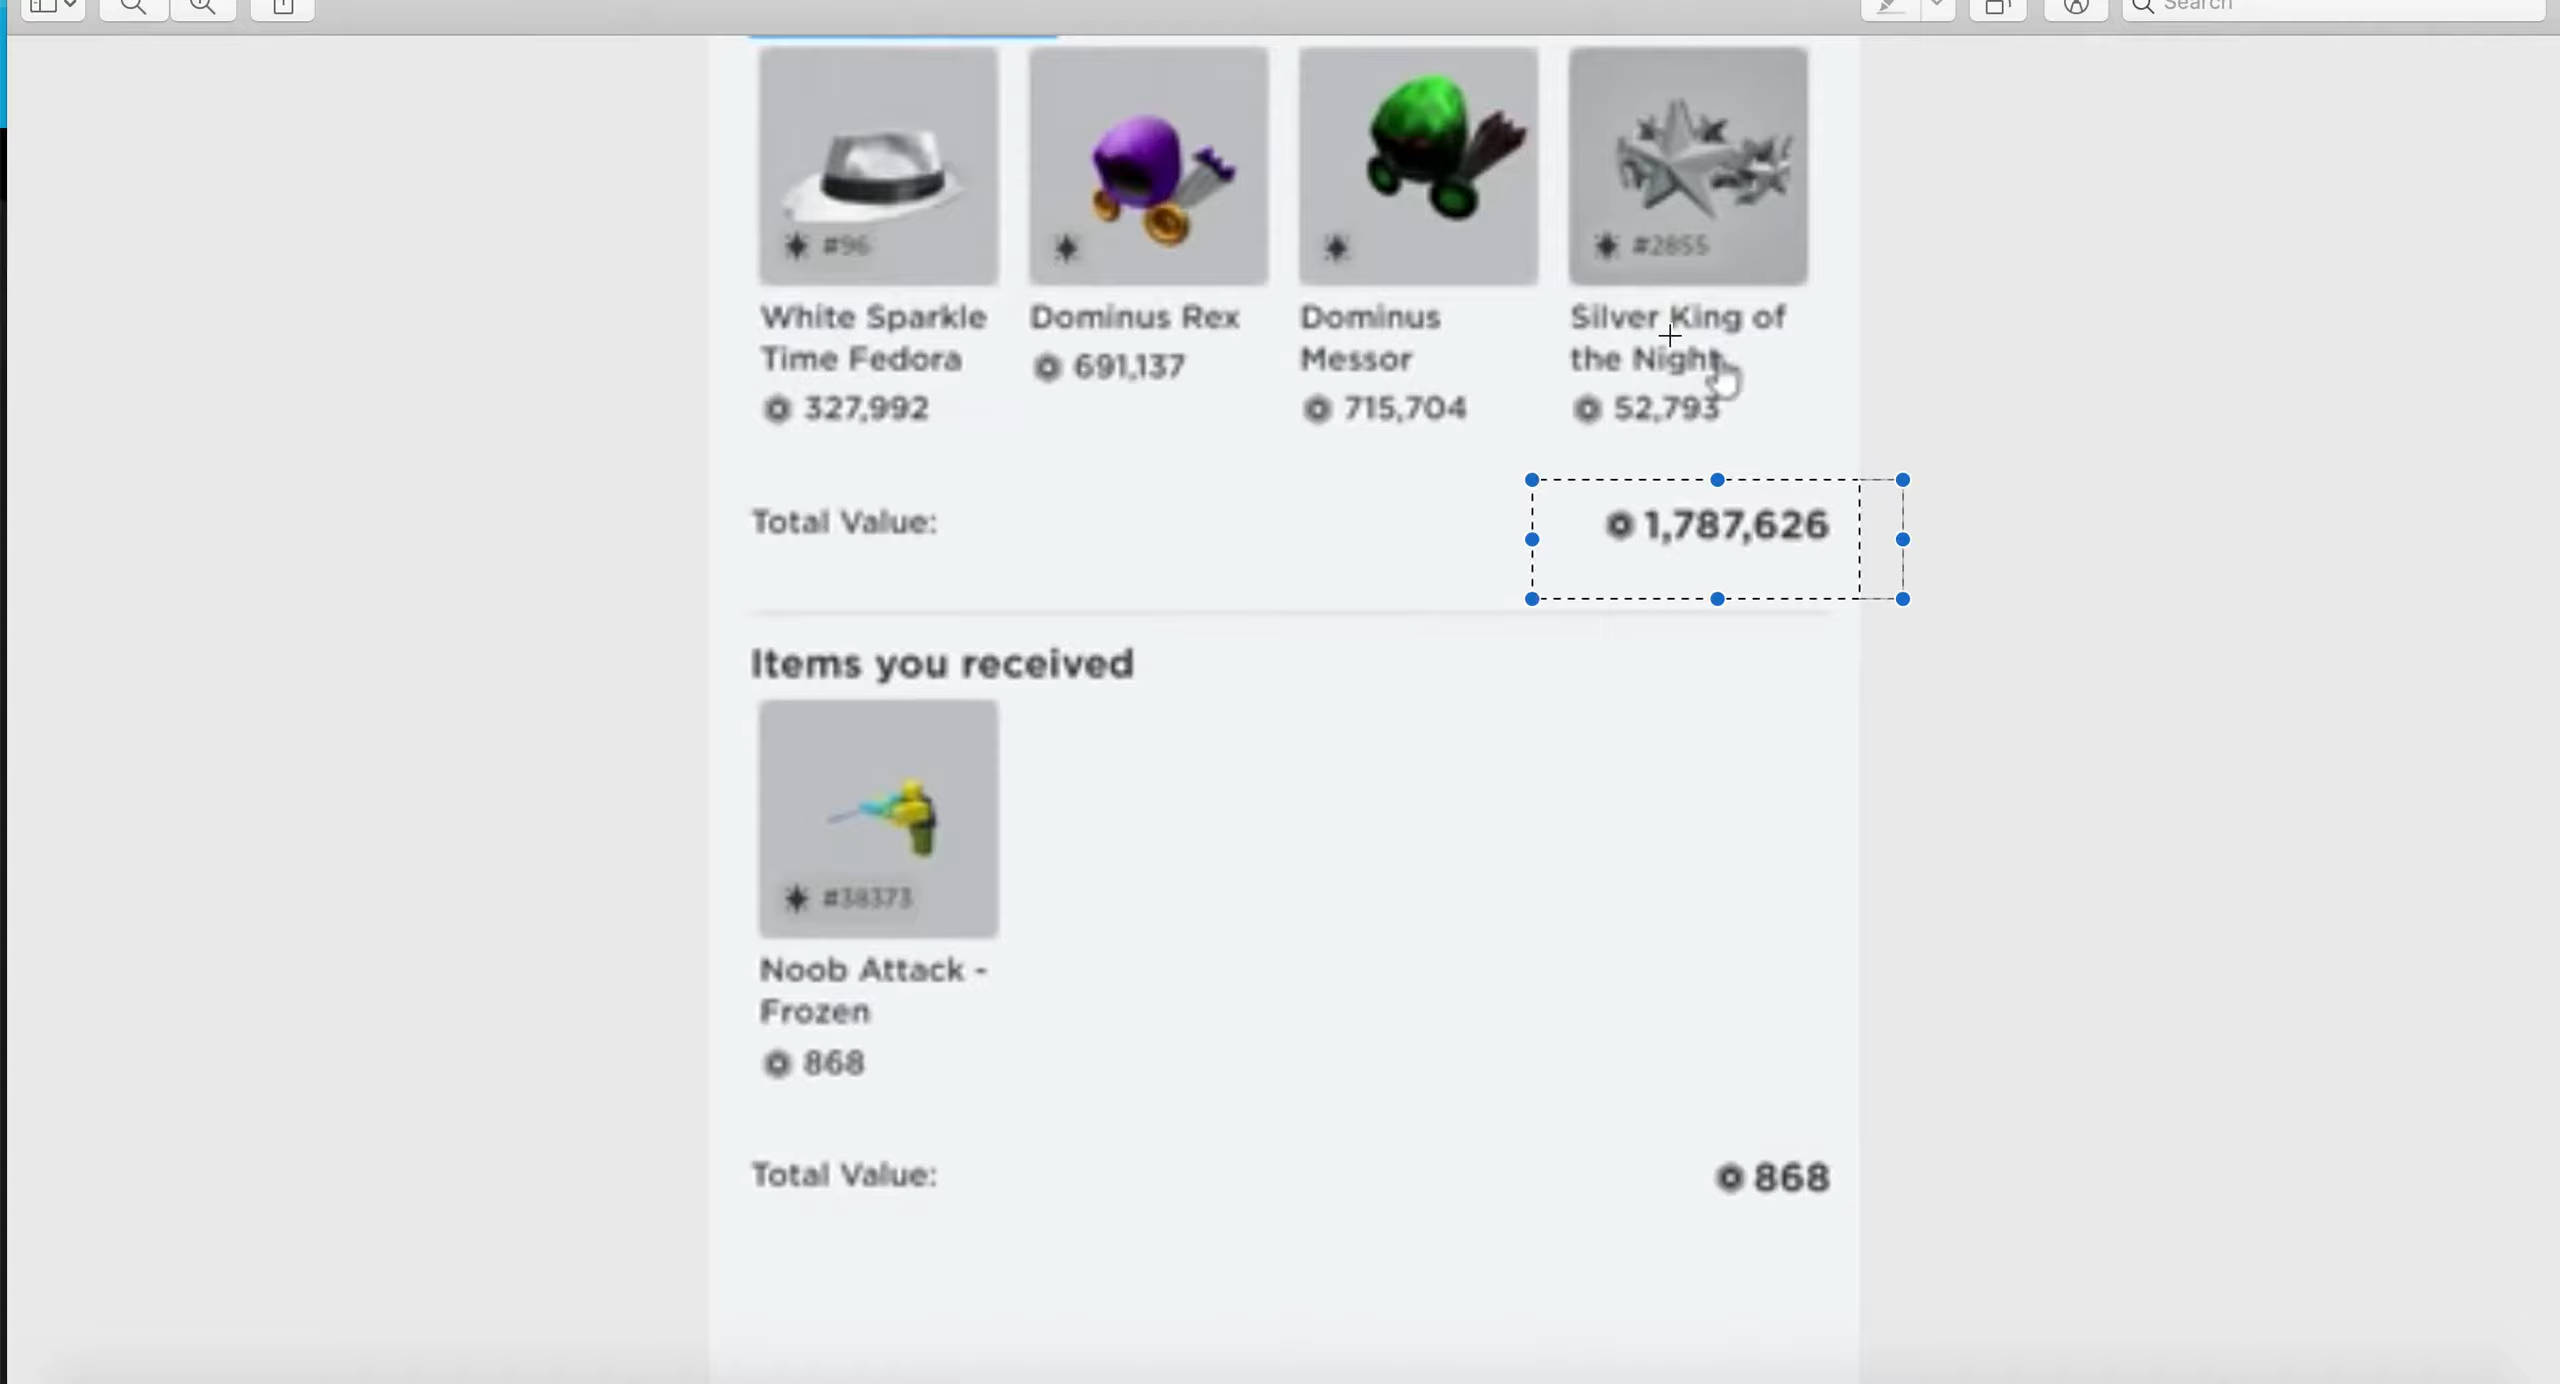 Search
#96
#2855
White Sparkle
Time Fedora
327,992
Dominus Rex
691,137
Dominus
Messor
715,704
Silver King of
the Night
52,793
Total Value:
1,787,626
Items you received
#38373
Noob Attack -
Frozen
868
Total Value:
868